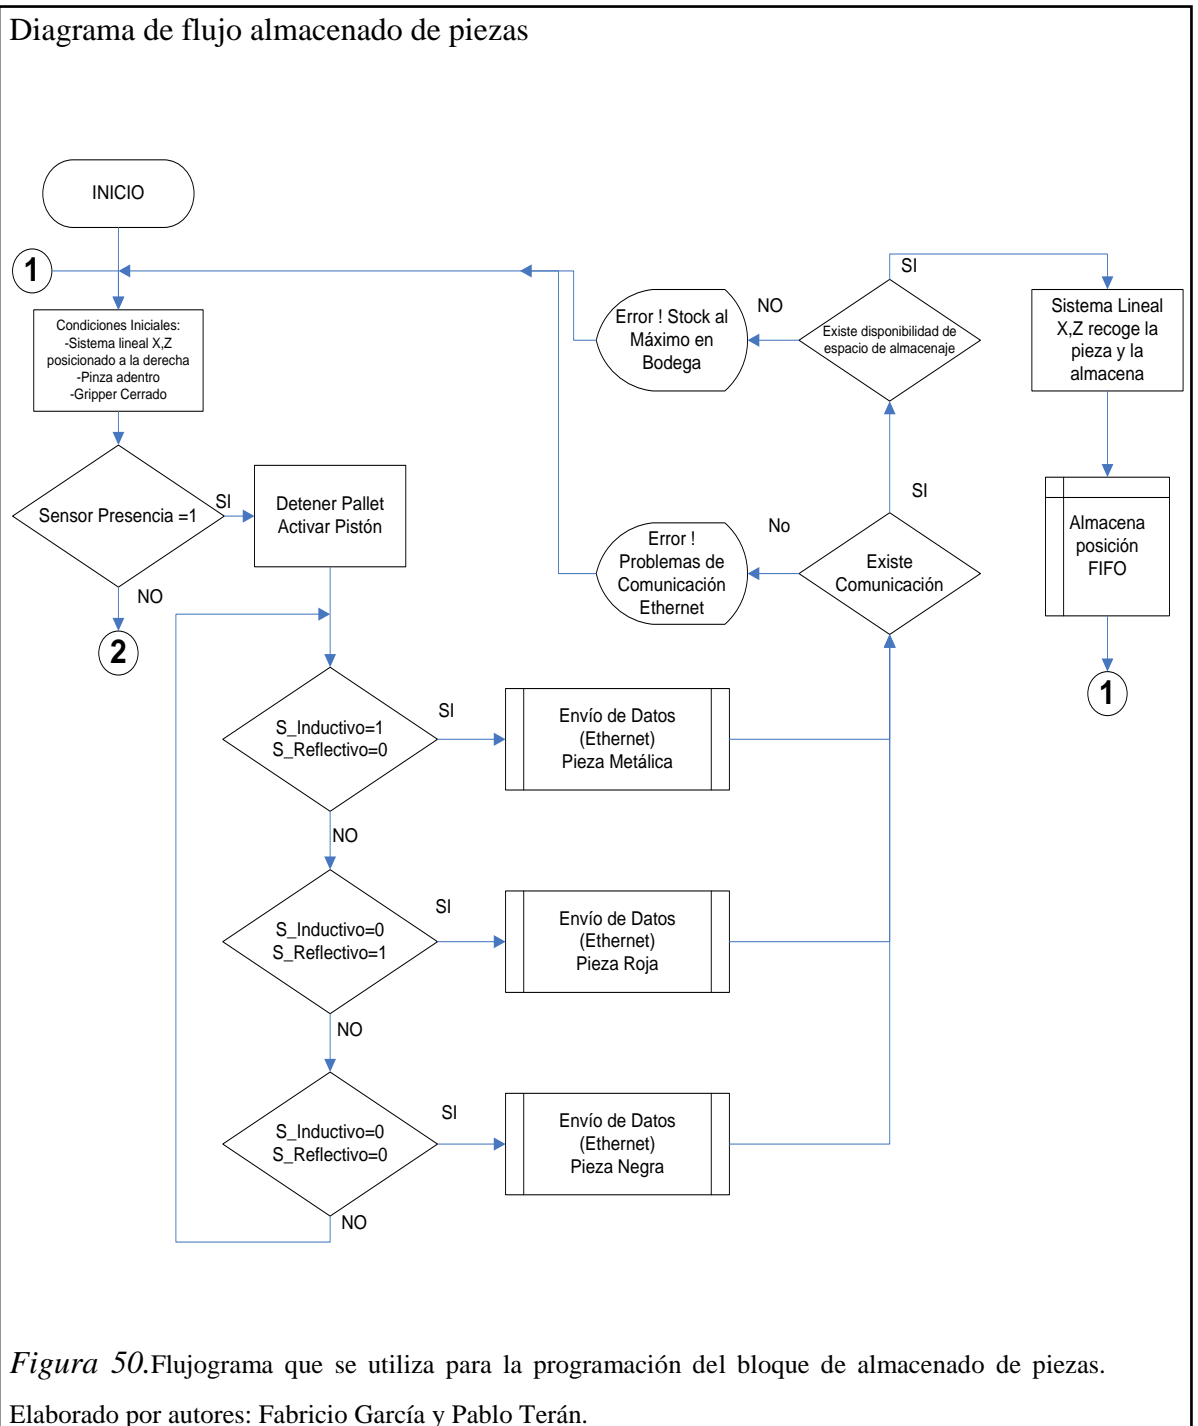 Diagrama de flujo almacenado de piezas
INICIO
1
Condiciones Iniciales:
-Sistema lineal X,Z
posicionado a la derecha
-Pinza adentro
-Gripper Cerrado
Sensor Presencia =1
SI
NO
2
Detener Pallet
Activar Pistón
S_Inductivo=1
S_Reflectivo=0
SI
NO
Envío de Datos
(Ethernet)
Pieza Metálica
S_Inductivo=0
S_Reflectivo=1
SI
NO
Envío de Datos
(Ethernet)
Pieza Roja
S_Inductivo=0
S_Reflectivo=0
SI
NO
Envío de Datos
(Ethernet)
Pieza Negra
Existe
Comunicación
No
SI
Error !
Problemas de
Comunicación
Ethernet
Existe disponibilidad de
espacio de almacenaje
NO
SI
Error ! Stock al
Máximo en
Bodega
Sistema Lineal
X,Z recoge la
pieza y la
almacena
Almacena
posición
FIFO
1
Figura 50.Flujograma que se utiliza para la programación del bloque de almacenado de piezas.
Elaborado por autores: Fabricio García y Pablo Terán.